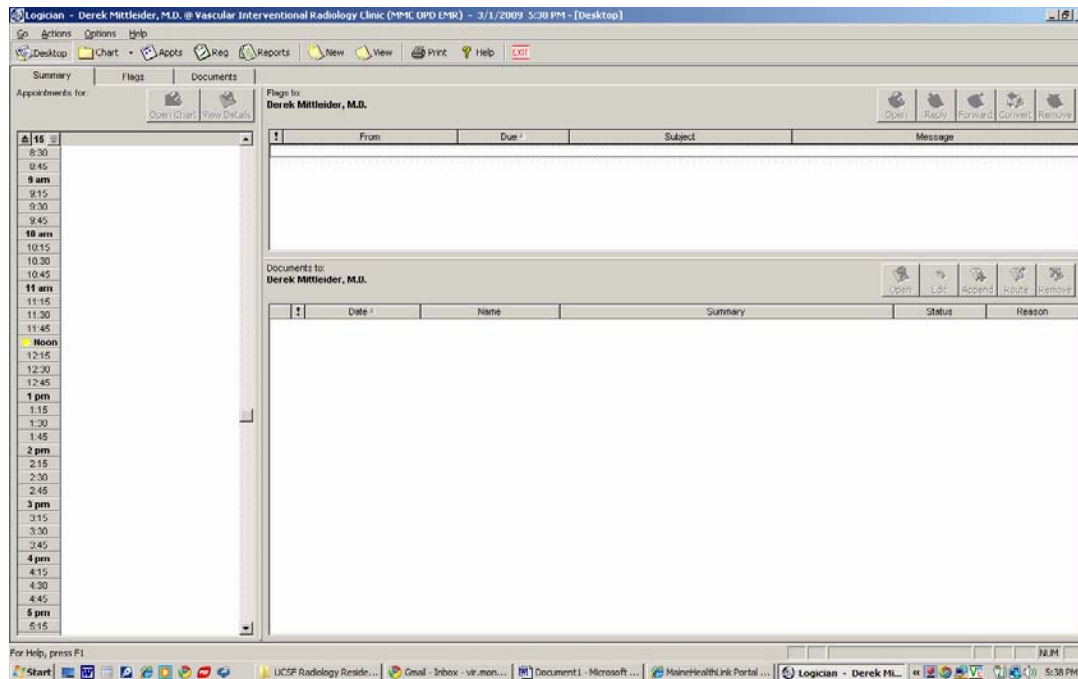 Logician - Derek Mittleider, M.D. @ Vascular Interventional Radiology Clinic (MMC OPD EMR) - 3/1/2009 5:38 PM - [Desktop]
Go Actions Options Help
Desktop Chart Appts Reg Reports New View Print Help EXIT
Summary Flags Documents
Appointments for:
Open Chart View Details
15
8:30
8:45
9 am
9:15
9:30
9:45
10 am
10:15
10:30
10:45
11 am
11:15
11:30
11:45
Noon
12:15
12:30
12:45
1 pm
1:15
1:30
1:45
2 pm
2:15
2:30
2:45
3 pm
3:15
3:30
3:45
4 pm
4:15
4:30
4:45
5 pm
5:15
Flags to:
Derek Mittleider, M.D.
Open Reply Forward Convert Remove
! From Due Subject Message
Documents to:
Derek Mittleider, M.D.
Open Edit Append Route Remove
! Date Name Summary Status Reason
For Help, press F1
NUM
Start UCSF Radiology Reside... Gmail - Inbox - vir.mon... Document1 - Microsoft ... MaineHealthLink Portal ... Logician - Derek Mi... 5:38 PM